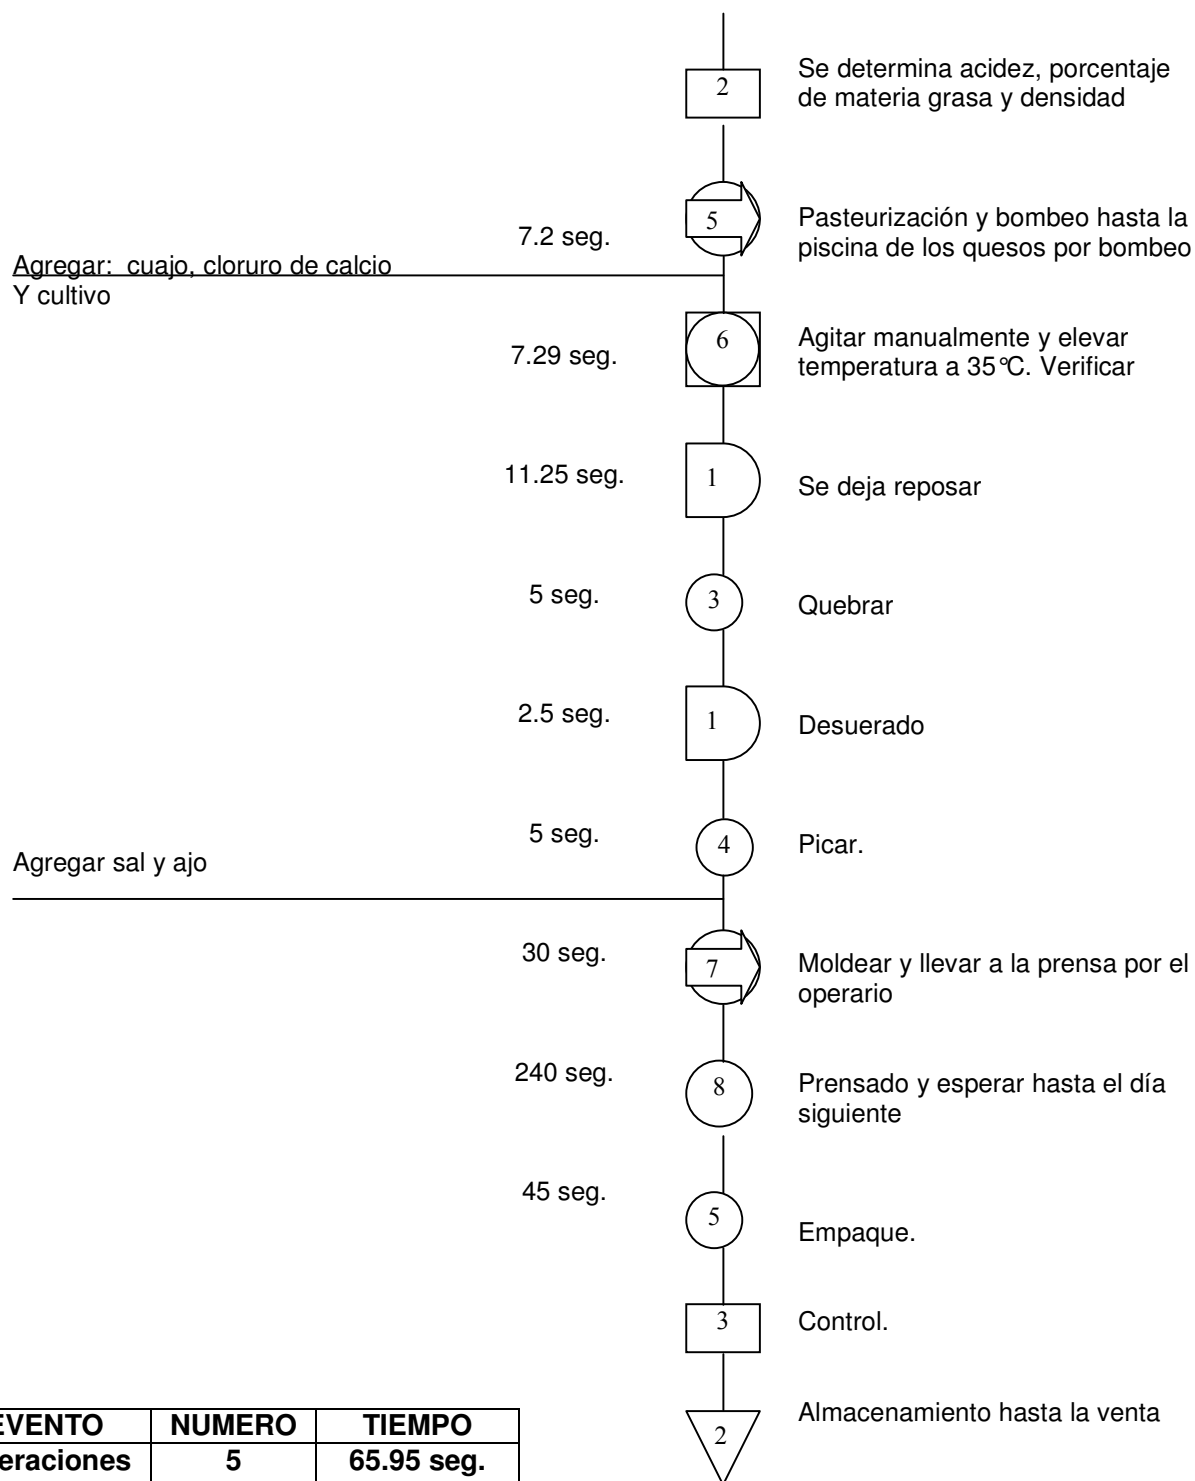 2
Se determina acidez, porcentaje
de materia grasa y densidad
7.2 seg.
5
Pasteurización y bombeo hasta la
piscina de los quesos por bombeo
Agregar: cuajo, cloruro de calcio
Y cultivo
7.29 seg.
6
Agitar manualmente y elevar
temperatura a 35°C. Verificar
11.25 seg.
1
Se deja reposar
5 seg.
3
Quebrar
2.5 seg.
1
Desuerado
5 seg.
4
Picar.
Agregar sal y ajo
30 seg.
7
Moldear y llevar a la prensa por el
operario
240 seg.
8
Prensado y esperar hasta el día
siguiente
45 seg.
5
Empaque.
3
Control.
2
Almacenamiento hasta la venta
EVENTO NUMERO TIEMPO
eraciones 5 65.95 seg.